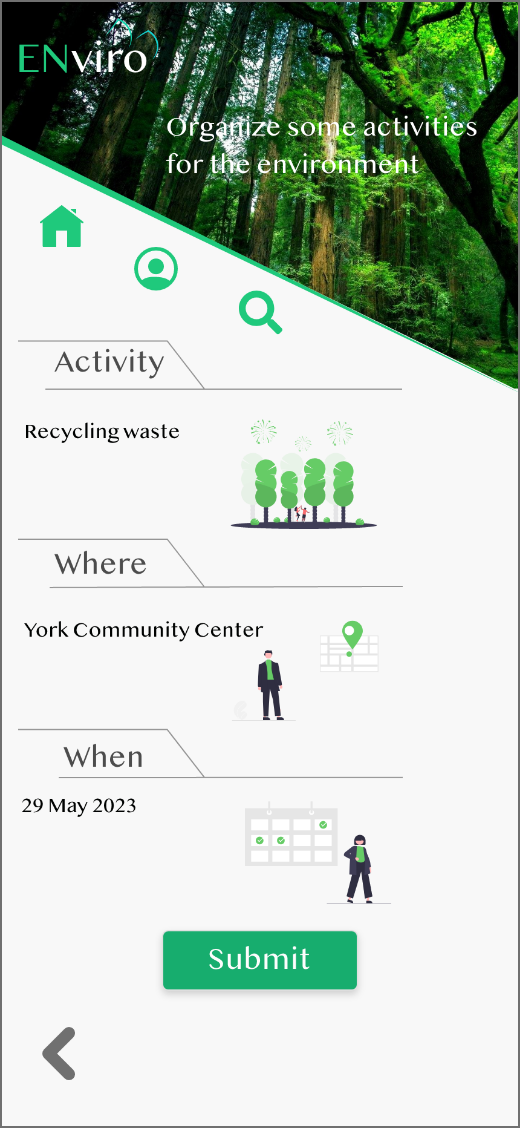 ENviro
Organize some activities
for the environment
Activity
Recycling waste
Where
York Community Center
When
29 May 2023
Submit